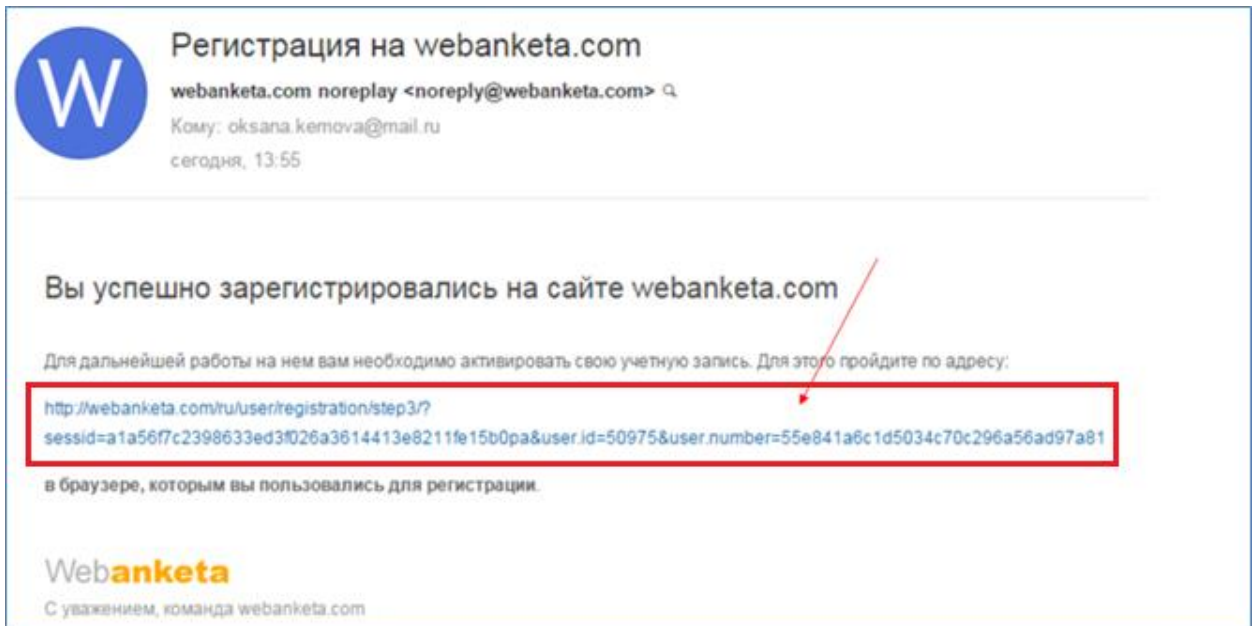 W
Регистрация на webanketa.com
webanketa.com noreplay <noreply@webanketa.com>
Кому: oksana.kemova@mail.ru
сегодня, 13:55
Вы успешно зарегистрировались на сайте webanketa.com
Для дальнейшей работы на нем вам необходимо активировать свою учетную запись. Для этого пройдите по адресу:
http://webanketa.com/ru/user/registration/step3/?
sessid=a1a56f7c2398633ed3f026a3614413e8211fe15b0pa&user.id=50975&user.number=55e841a6c1d5034c70c296a56ad97a81
в браузере, которым вы пользовались для регистрации.
Webanketa
С уважением, команда webanketa.com